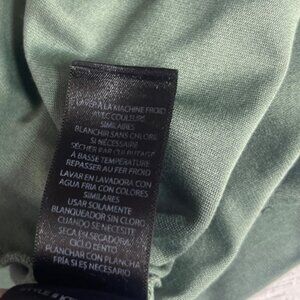 LAVER À LA MACHINE FROID
AVEC COULEURS
SIMILAIRES
BLANCHIR SANS CHLORE
SI NÉCESSAIRE
SÉCHER PAR
À BASSE TEMPÉRATURE
REPASSER AU FER FROID
LAVAR EN LAVADORA CON
AGUA FRIA CON COLORES
SIMILARES
USAR SOLAMENTE
BLANQUEADOR SIN CLORO
CUANDO SE NECESITE
SECA EN SECADORA
CICLO LENTO
PLANCHAR CON PLANCHA
FRÍA SI ES NECESARIO